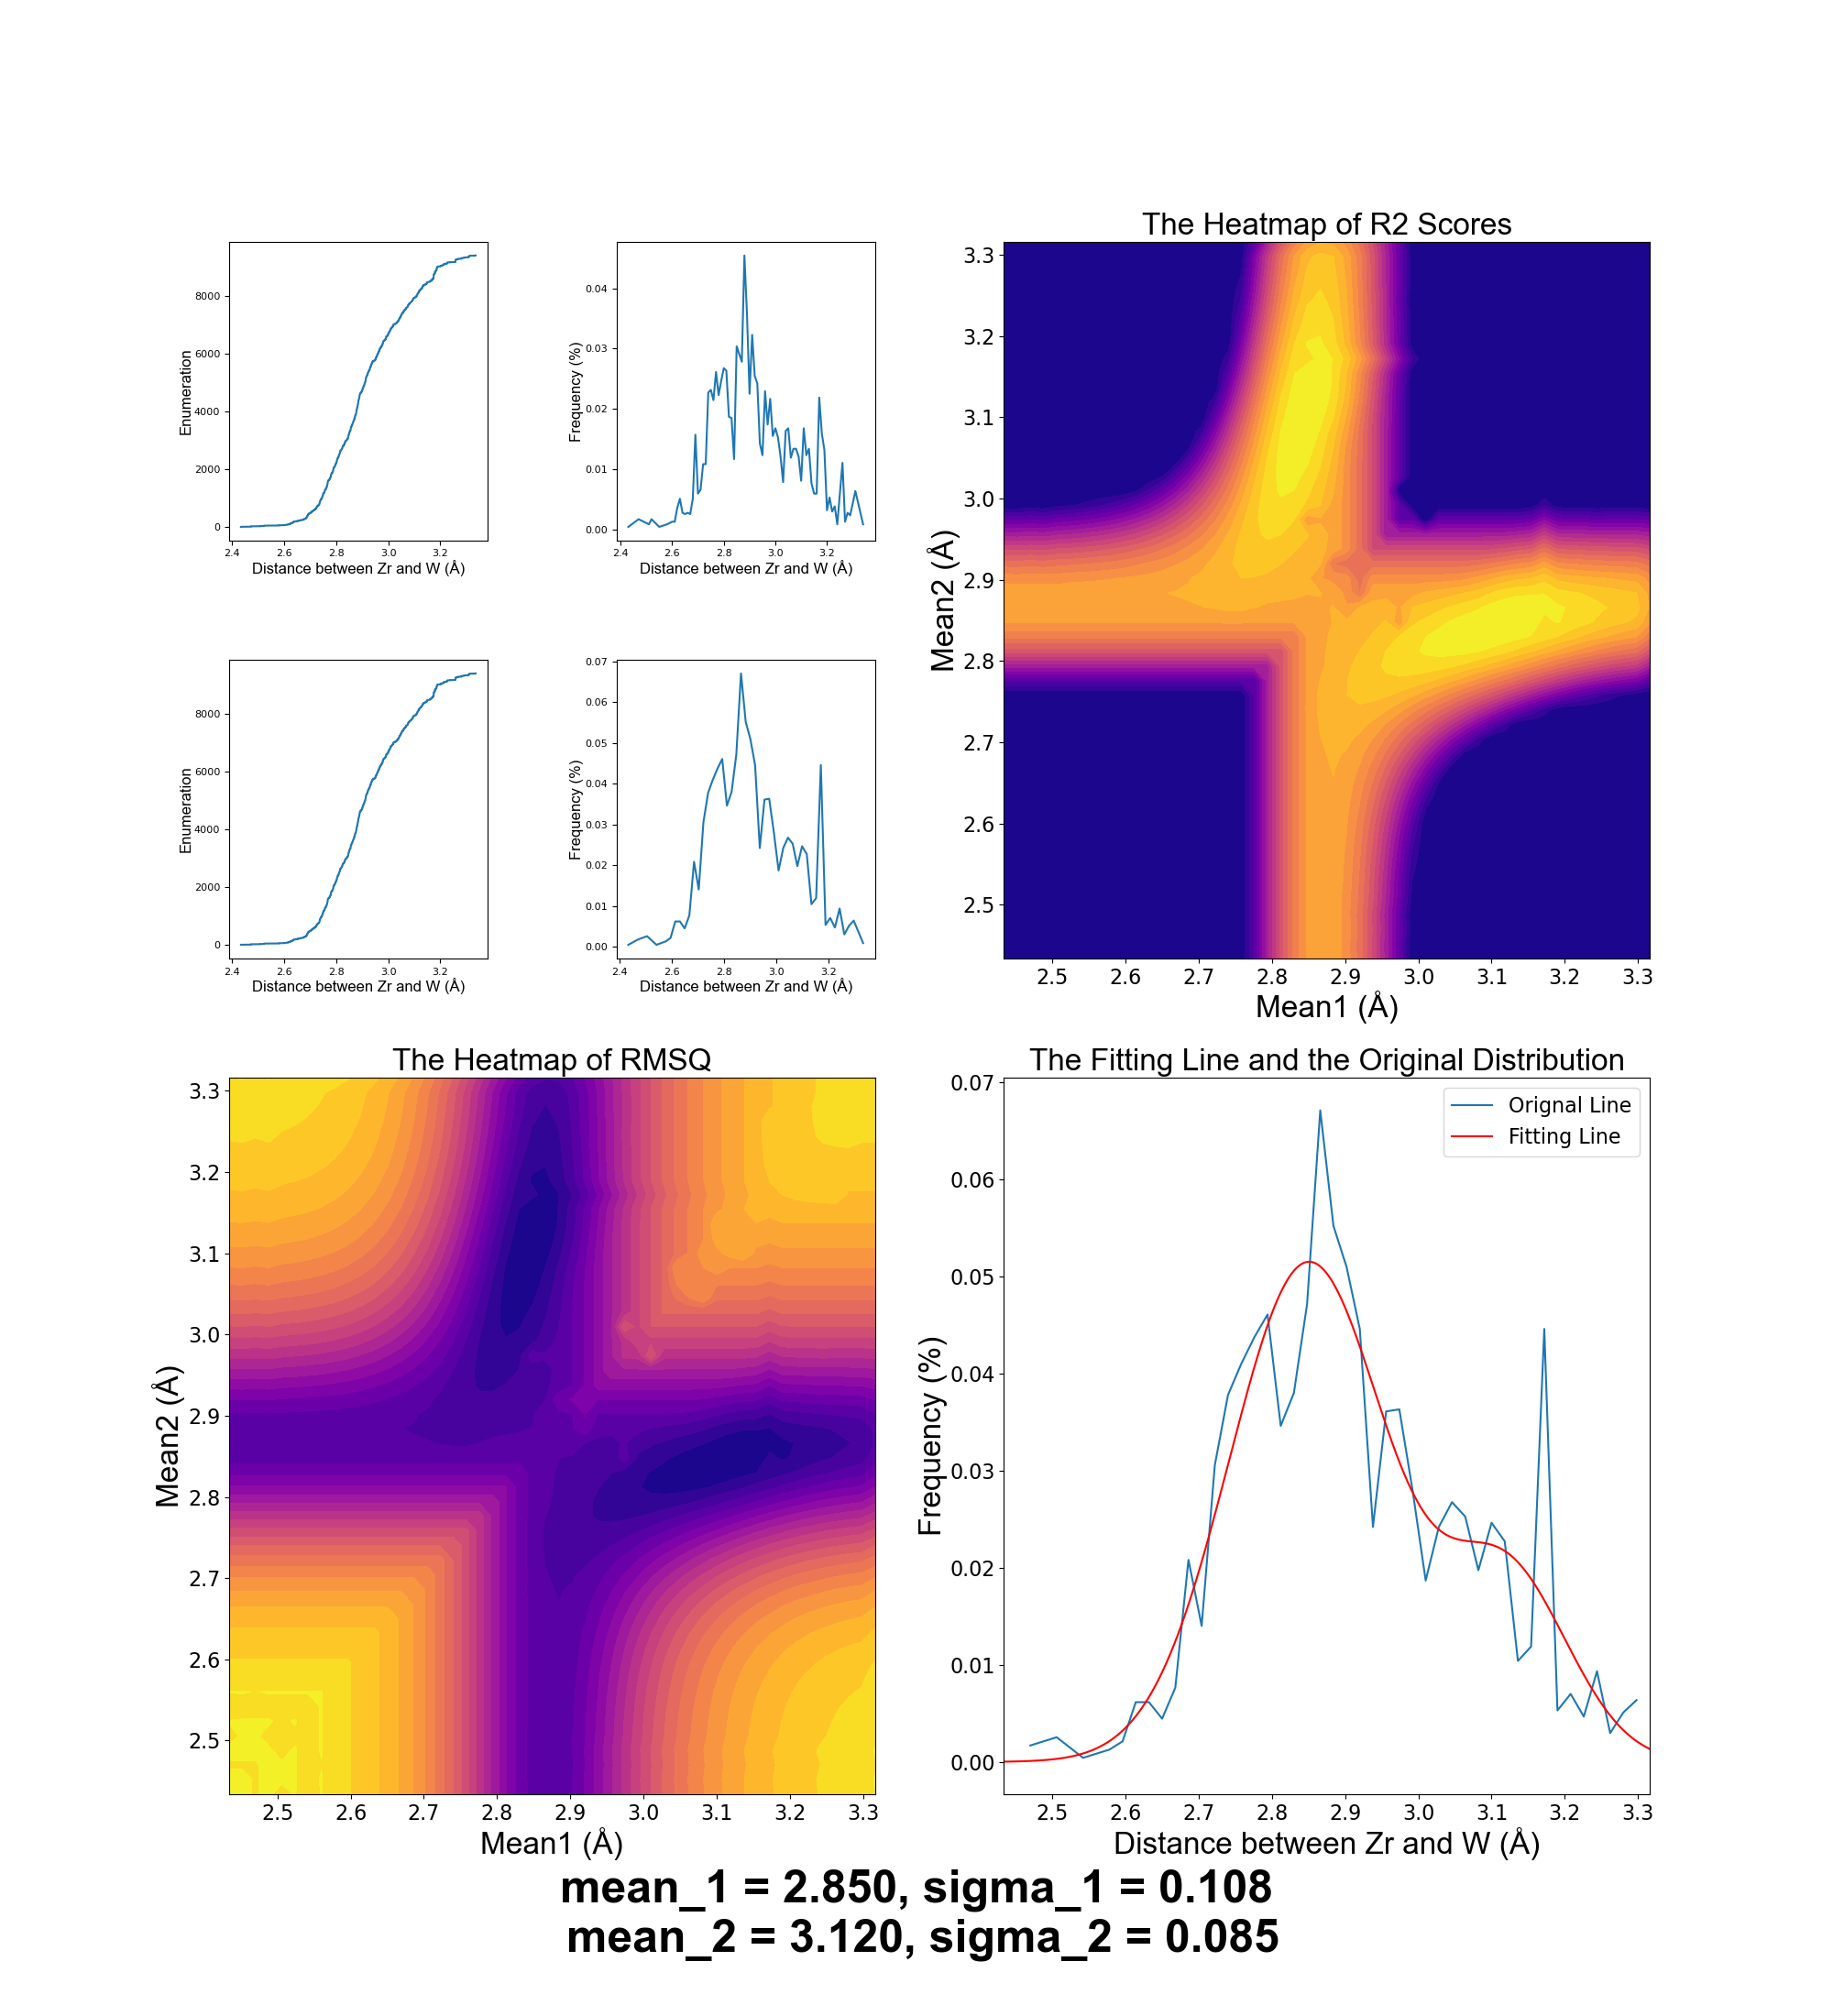 Enumeration
8000
6000
4000
2000
0
2.4 2.6 2.8 3.0 3.2
Distance between Zr and W (Å)
Frequency (%)
0.04
0.03
0.02
0.01
0.00
2.4 2.6 2.8 3.0 3.2
Distance between Zr and W (Å)
The Heatmap of R2 Scores
Mean2 (Å)
3.3
3.2
3.1
3.0
2.9
2.8
2.7
2.6
2.5
2.5 2.6 2.7 2.8 2.9 3.0 3.1 3.2 3.3
Mean1 (Å)
Enumeration
8000
6000
4000
2000
0
2.4 2.6 2.8 3.0 3.2
Distance between Zr and W (Å)
Frequency (%)
0.07
0.06
0.05
0.04
0.03
0.02
0.01
0.00
2.4 2.6 2.8 3.0 3.2
Distance between Zr and W (Å)
The Heatmap of RMSQ
Mean2 (Å)
3.3
3.2
3.1
3.0
2.9
2.8
2.7
2.6
2.5
2.5 2.6 2.7 2.8 2.9 3.0 3.1 3.2 3.3
Mean1 (Å)
The Fitting Line and the Original Distribution
Orignal Line
Fitting Line
Frequency (%)
0.07
0.06
0.05
0.04
0.03
0.02
0.01
0.00
2.5 2.6 2.7 2.8 2.9 3.0 3.1 3.2 3.3
Distance between Zr and W (Å)
mean_1 = 2.850, sigma_1 = 0.108
mean_2 = 3.120, sigma_2 = 0.085